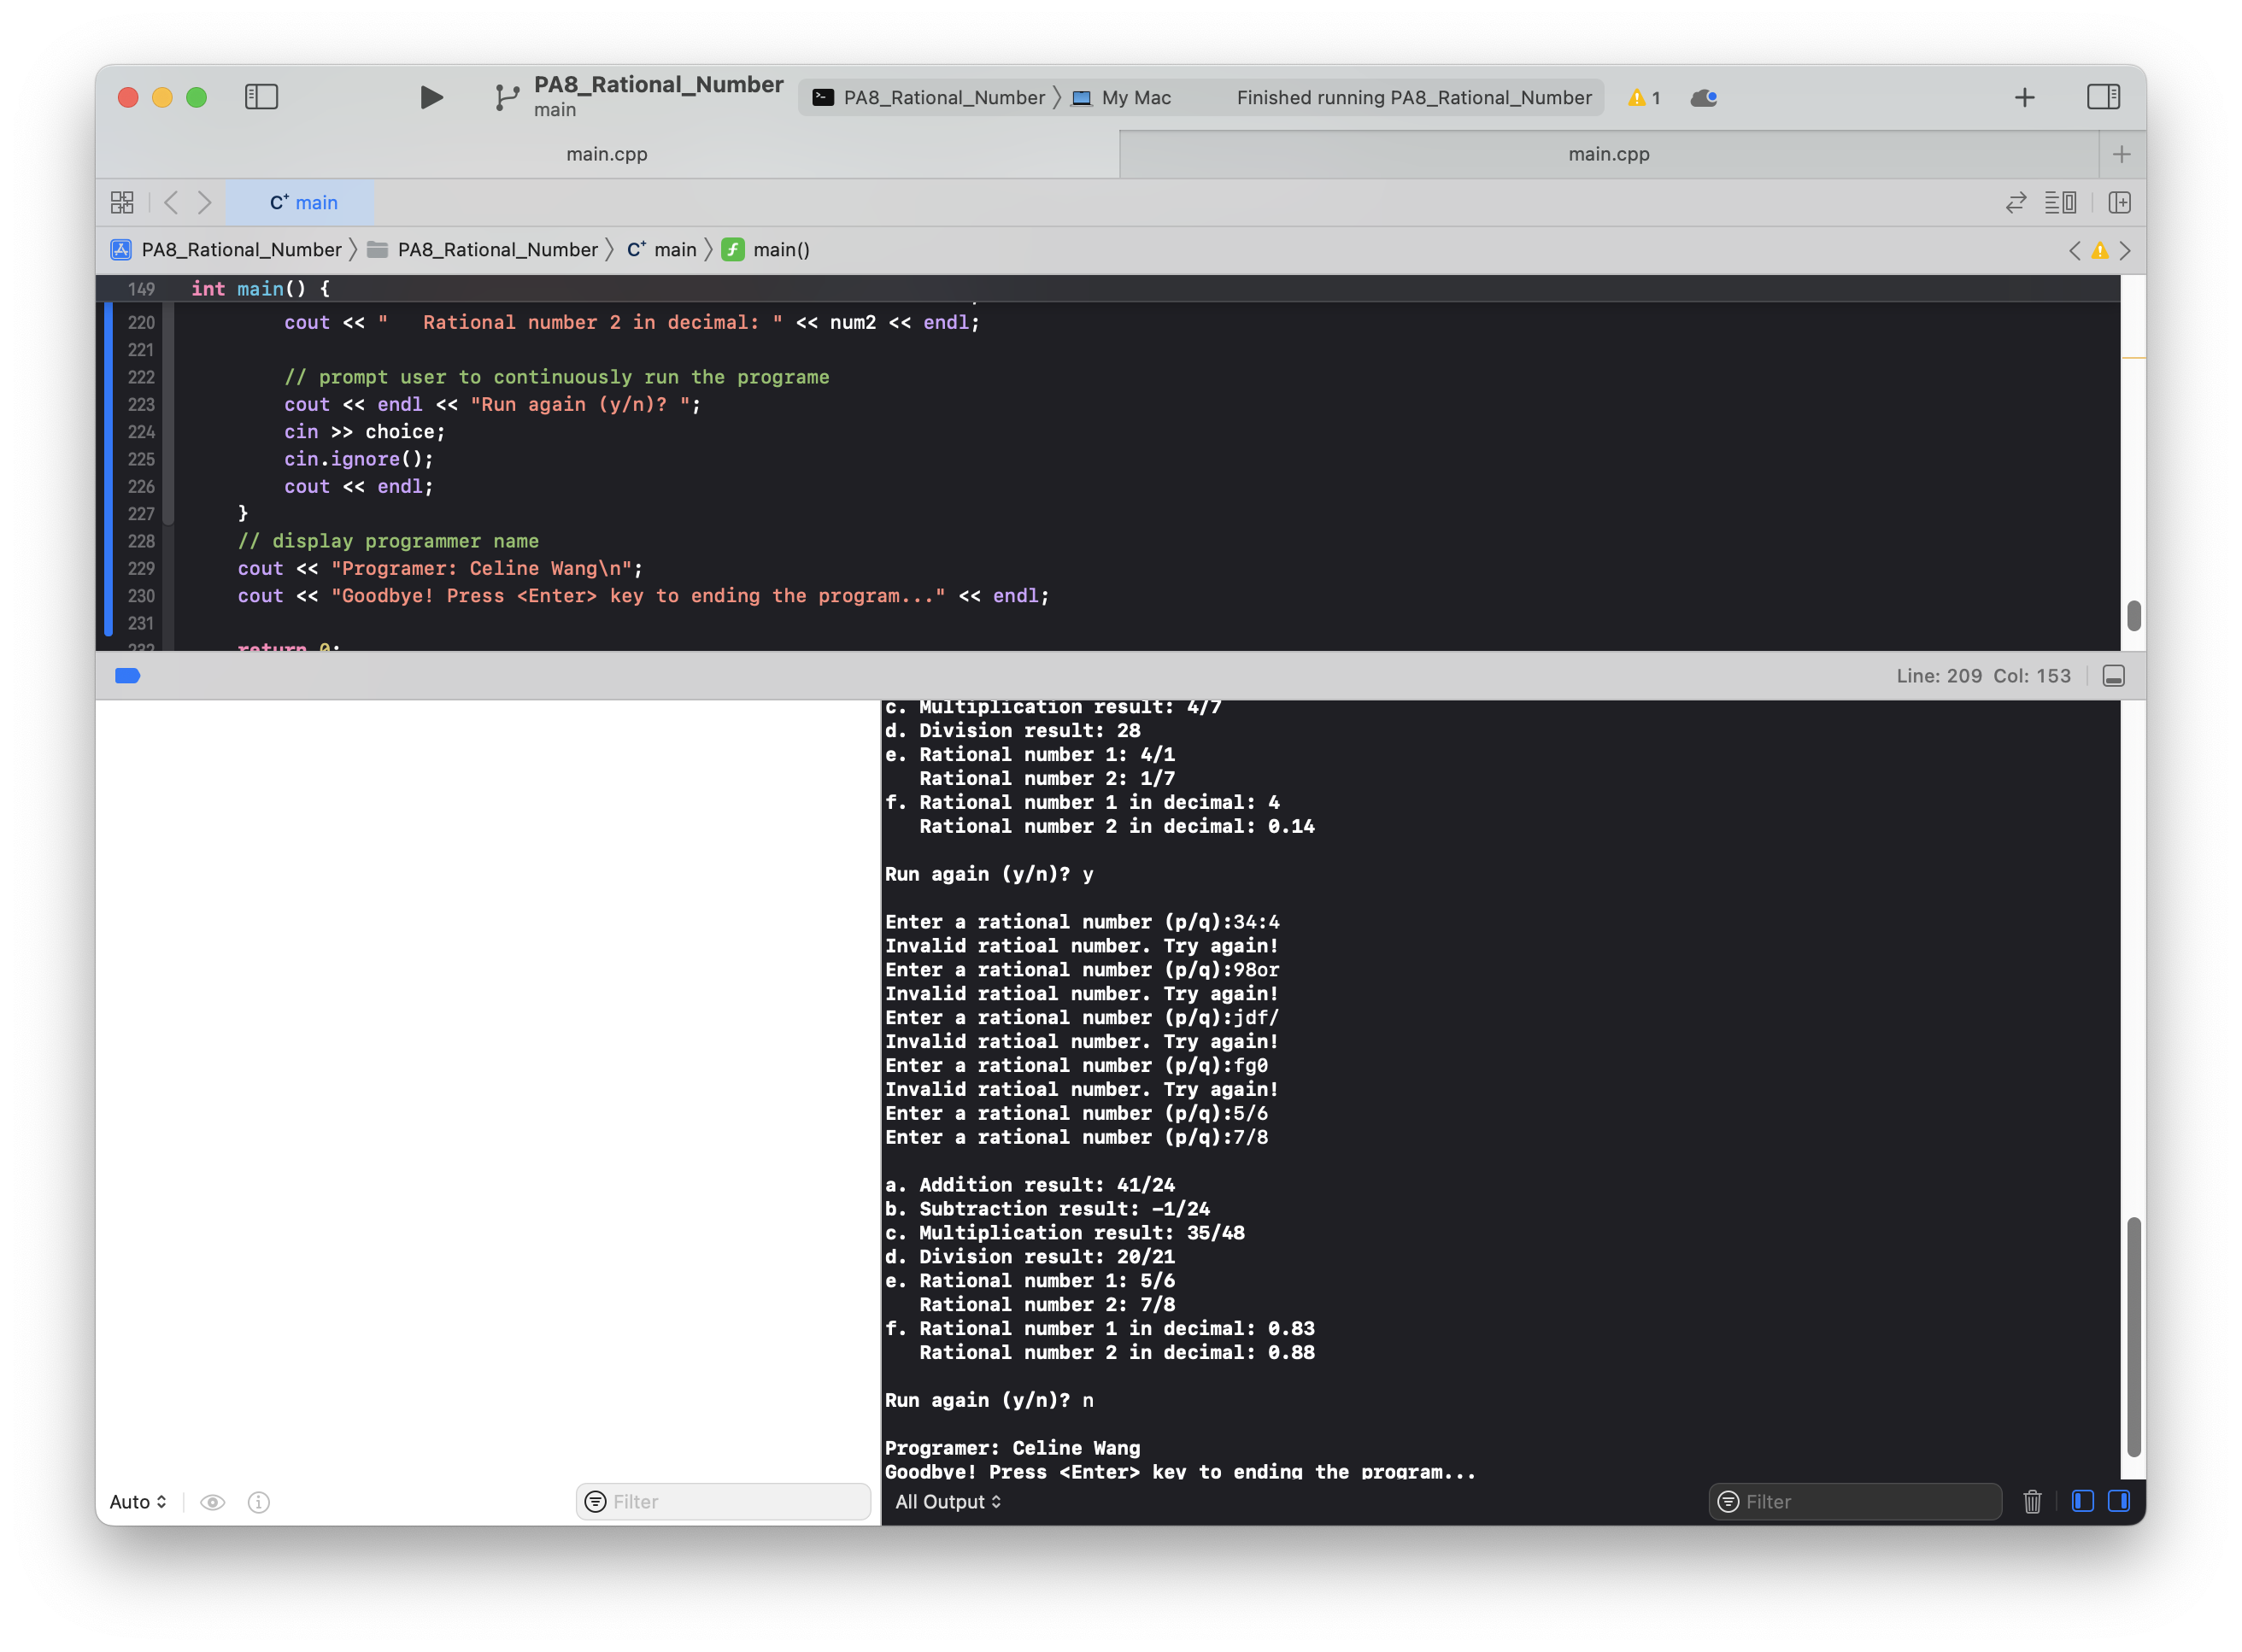 PA8_Rational_Number
main
PA8_Rational_Number
My Mac
Finished running PA8_Rational_Number
1
main.cpp
main.cpp
main
PA8_Rational_Number
PA8_Rational_Number
main
main()
149 int main() {
220 cout << "   Rational number 2 in decimal: " << num2 << endl;
221
222 // prompt user to continuously run the programe
223 cout << endl << "Run again (y/n)? ";
224 cin >> choice;
225 cin.ignore();
226 cout << endl;
227 }
228 // display programmer name
229 cout << "Programer: Celine Wang\n";
230 cout << "Goodbye! Press <Enter> key to ending the program..." << endl;
231
232 return 0;
Line: 209 Col: 153
c. Multiplication result: 4/7
d. Division result: 28
e. Rational number 1: 4/1
Rational number 2: 1/7
f. Rational number 1 in decimal: 4
Rational number 2 in decimal: 0.14
Run again (y/n)? y
Enter a rational number (p/q):34:4
Invalid ratioal number. Try again!
Enter a rational number (p/q):98or
Invalid ratioal number. Try again!
Enter a rational number (p/q):jdf/
Invalid ratioal number. Try again!
Enter a rational number (p/q):fg0
Invalid ratioal number. Try again!
Enter a rational number (p/q):5/6
Enter a rational number (p/q):7/8
a. Addition result: 41/24
b. Subtraction result: -1/24
c. Multiplication result: 35/48
d. Division result: 20/21
e. Rational number 1: 5/6
Rational number 2: 7/8
f. Rational number 1 in decimal: 0.83
Rational number 2 in decimal: 0.88
Run again (y/n)? n
Programer: Celine Wang
Goodbye! Press <Enter> key to ending the program...
Auto
Filter
All Output
Filter